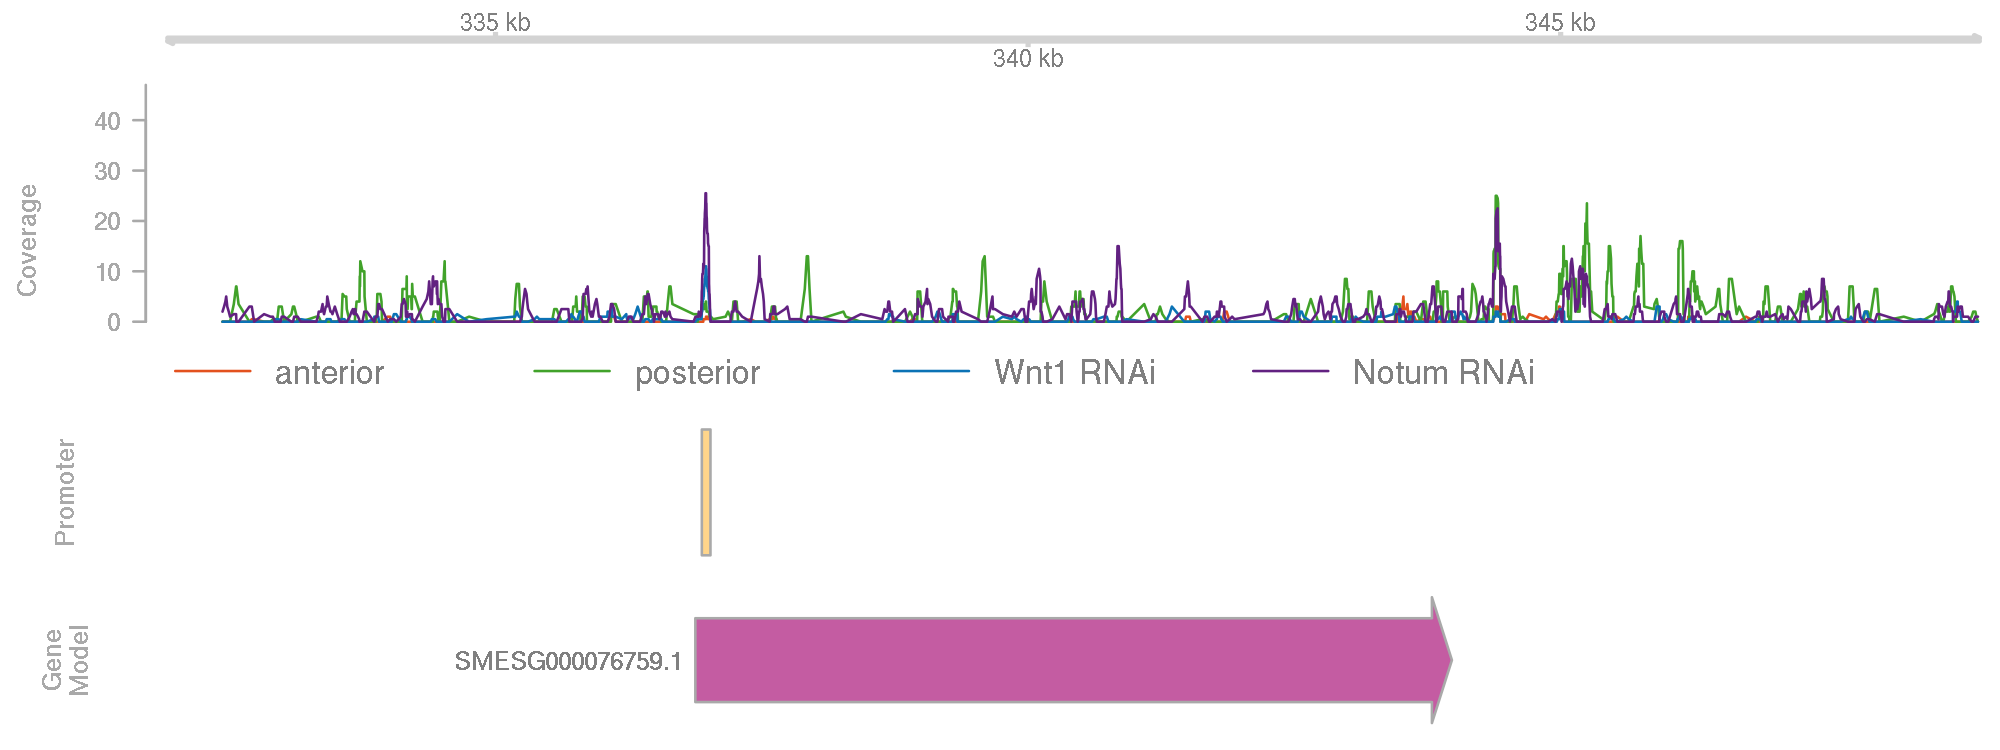 335 kb
345 kb
340 kb
40
30
20
10
0
Coverage
anterior posterior Wnt1 RNAi Notum RNAi
Promoter
Gene
Model
SMESG000076759.1